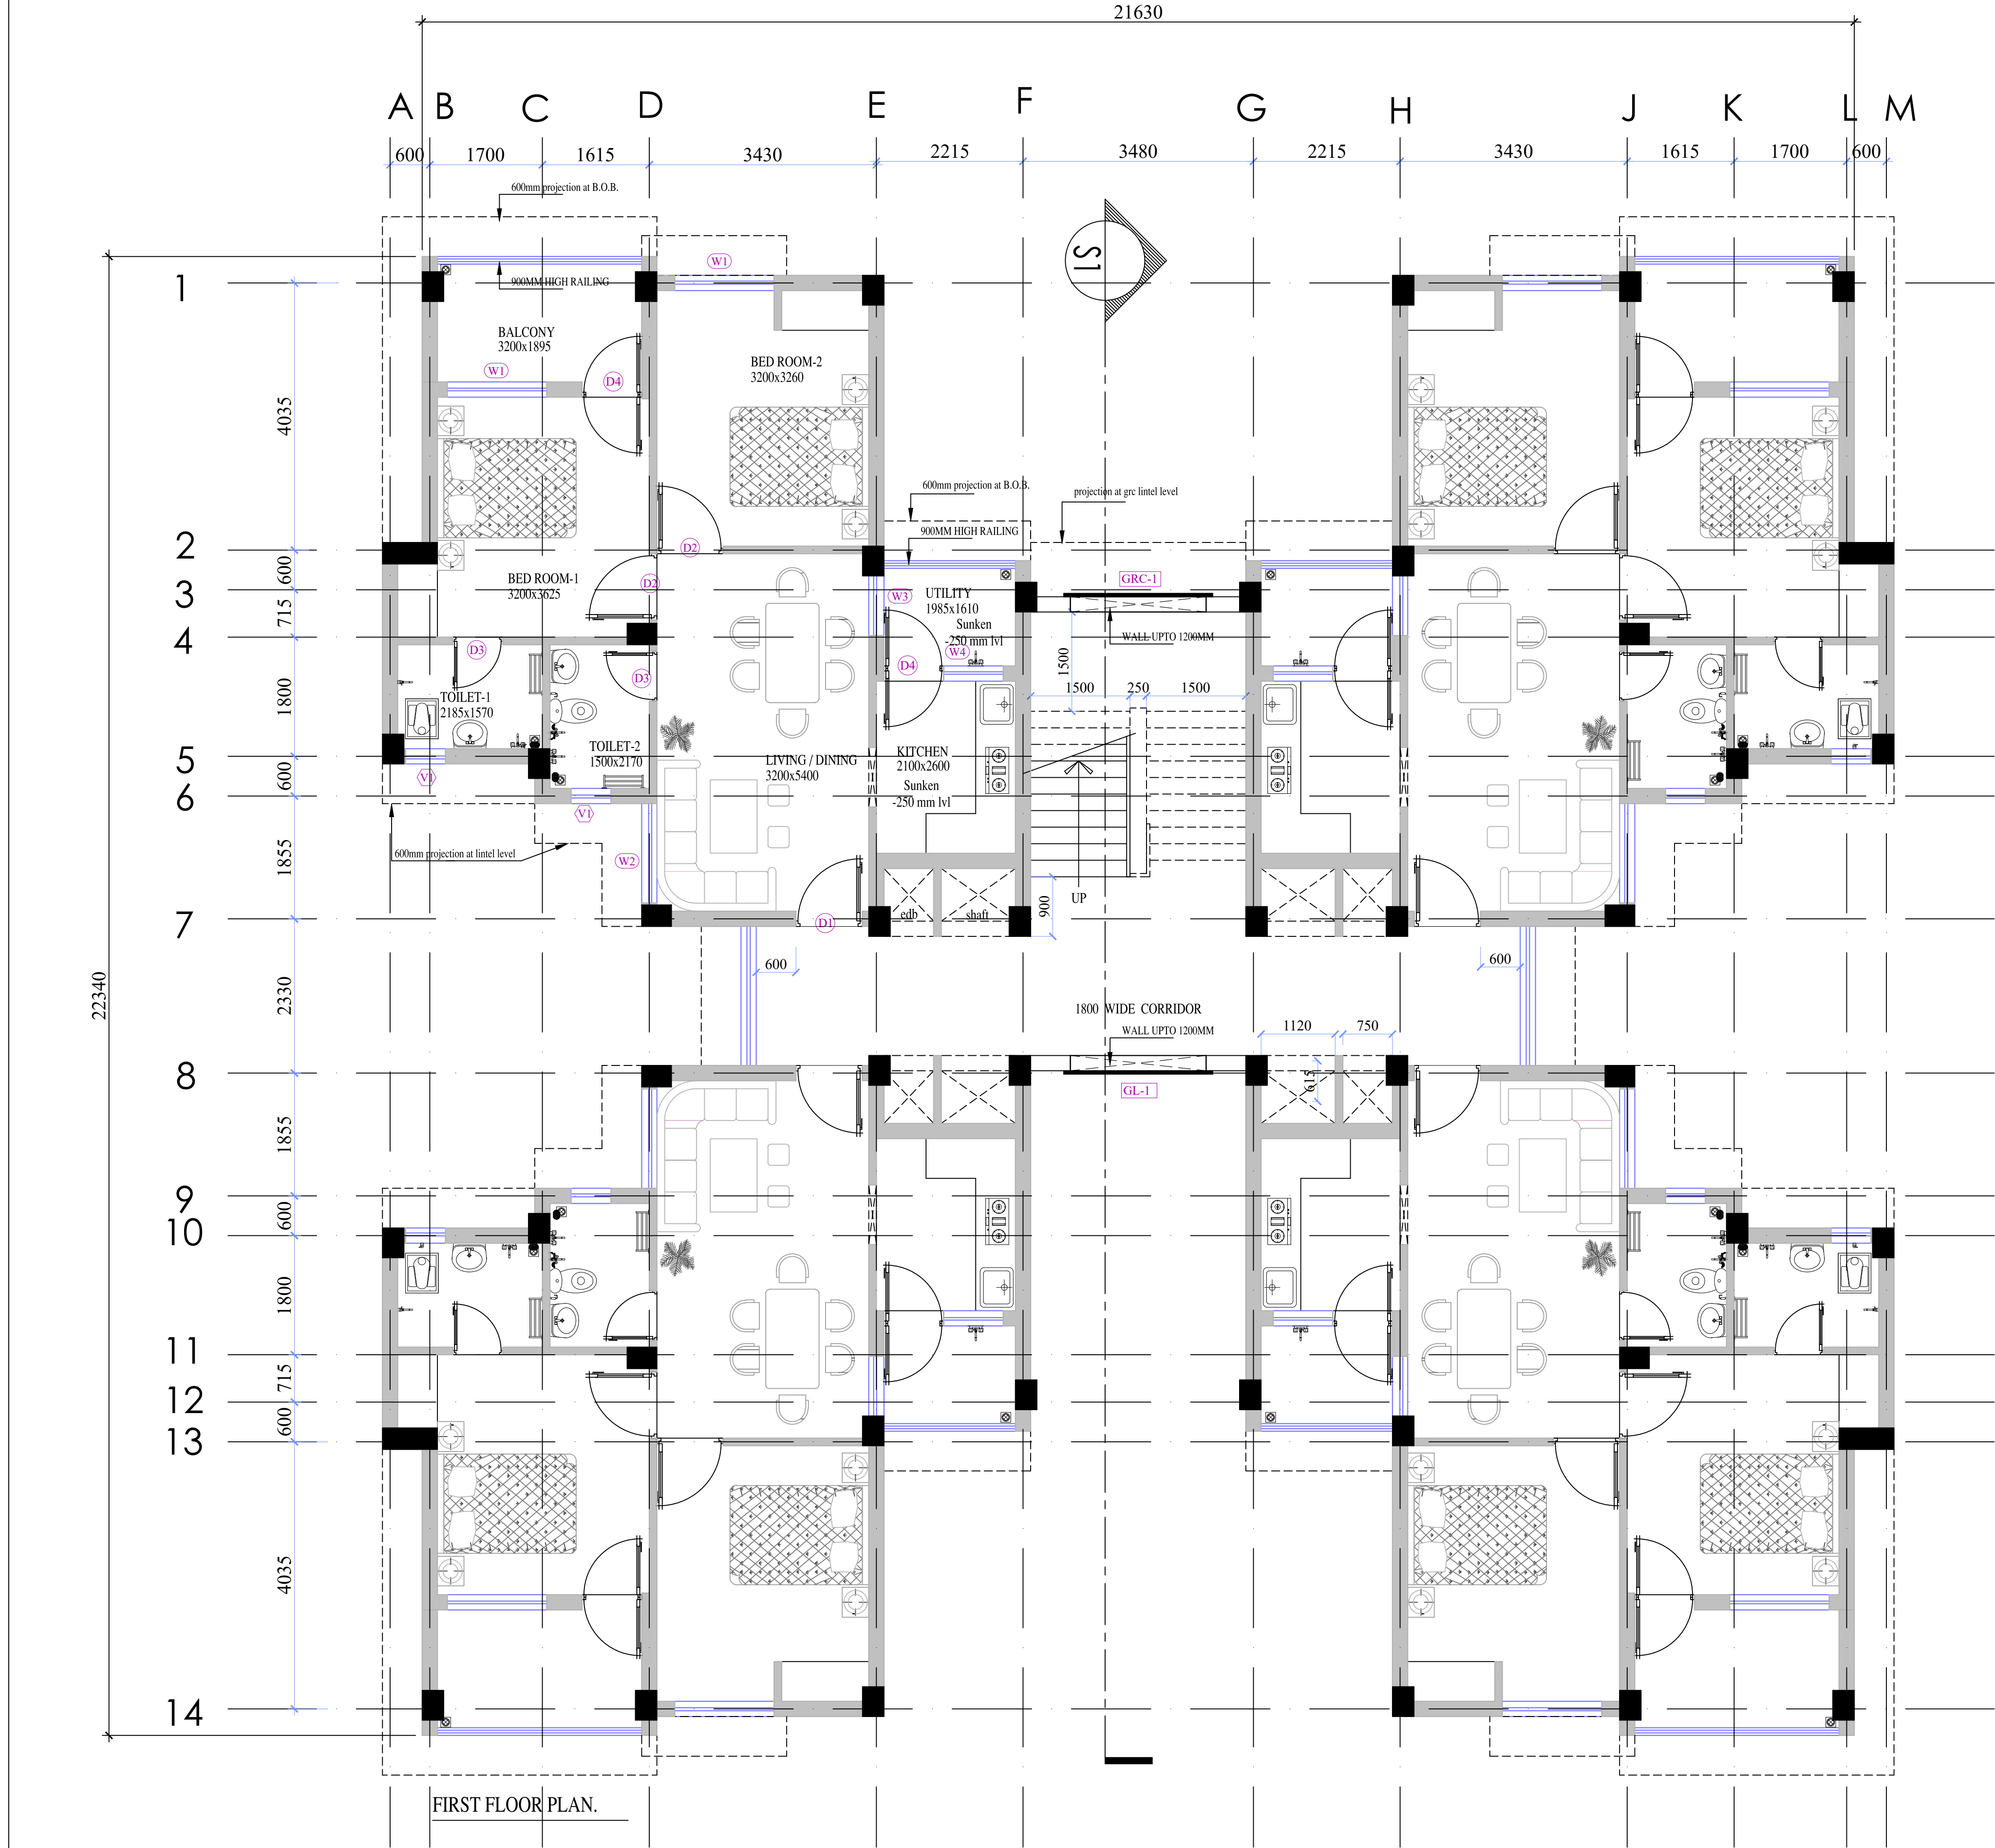 21630
A B C D E F G H J K L M
600 1700 1615 3430 2215 3480 2215 3430 1615 1700 600
600mm projection at B.O.B.
S1
W1
1
900MM HIGH RAILING
BALCONY
3200x1895
BED ROOM-2
3200x3260
W1
D4
4035
600mm projection at B.O.B.
projection at grc lintel level
900MM HIGH RAILING
2
D2
600
BED ROOM-1
3200x3625
D2
GRC-1
3
W3
UTILITY
1985x1610
Sunken
-250 mm lvl
715
WALL UPTO 1200MM
4
D3
W4
D4
1500
D3
1800
TOILET-1
2185x1570
1500 250 1500
TOILET-2
1500x2170
LIVING / DINING
3200x5400
KITCHEN
2100x2600
Sunken
-250 mm lvl
5
V1
600
6
V1
600mm projection at lintel level
W2
1855
UP
900
edb
shaft
7
D1
600
600
2330
22340
1800 WIDE CORRIDOR
WALL UPTO 1200MM
1120
750
8
615
GL-1
1855
9
600
10
1800
11
715
12
600
13
4035
14
FIRST FLOOR PLAN.